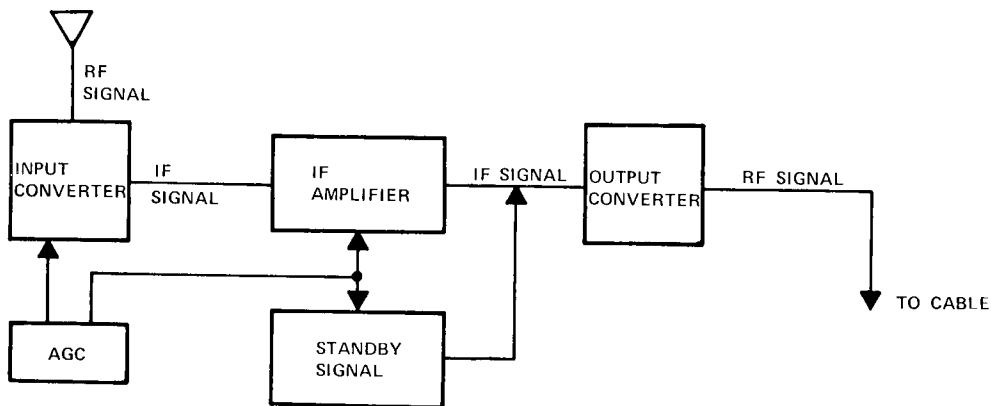 RF
SIGNAL
INPUT
CONVERTER
IF
SIGNAL
IF
AMPLIFIER
IF SIGNAL
OUTPUT
CONVERTER
RF SIGNAL
TO CABLE
AGC
STANDBY
SIGNAL